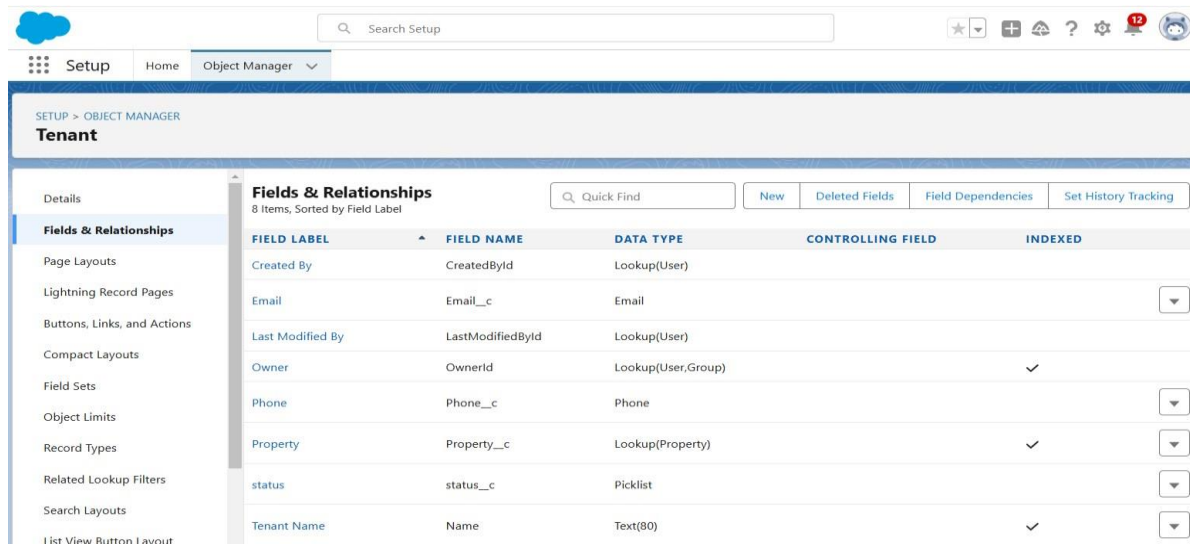 Search Setup
12
Setup Home Object Manager
SETUP > OBJECT MANAGER
Tenant
Details
Fields & Relationships
Page Layouts
Lightning Record Pages
Buttons, Links, and Actions
Compact Layouts
Field Sets
Object Limits
Record Types
Related Lookup Filters
Search Layouts
List View Button Layout
Fields & Relationships
8 Items, Sorted by Field Label
Quick Find New Deleted Fields Field Dependencies Set History Tracking
FIELD LABEL FIELD NAME DATA TYPE CONTROLLING FIELD INDEXED
Created By CreatedById Lookup(User)
Email Email__c Email
Last Modified By LastModifiedById Lookup(User)
Owner OwnerId Lookup(User,Group)
Phone Phone__c Phone
Property Property__c Lookup(Property)
status status__c Picklist
Tenant Name Name Text(80)